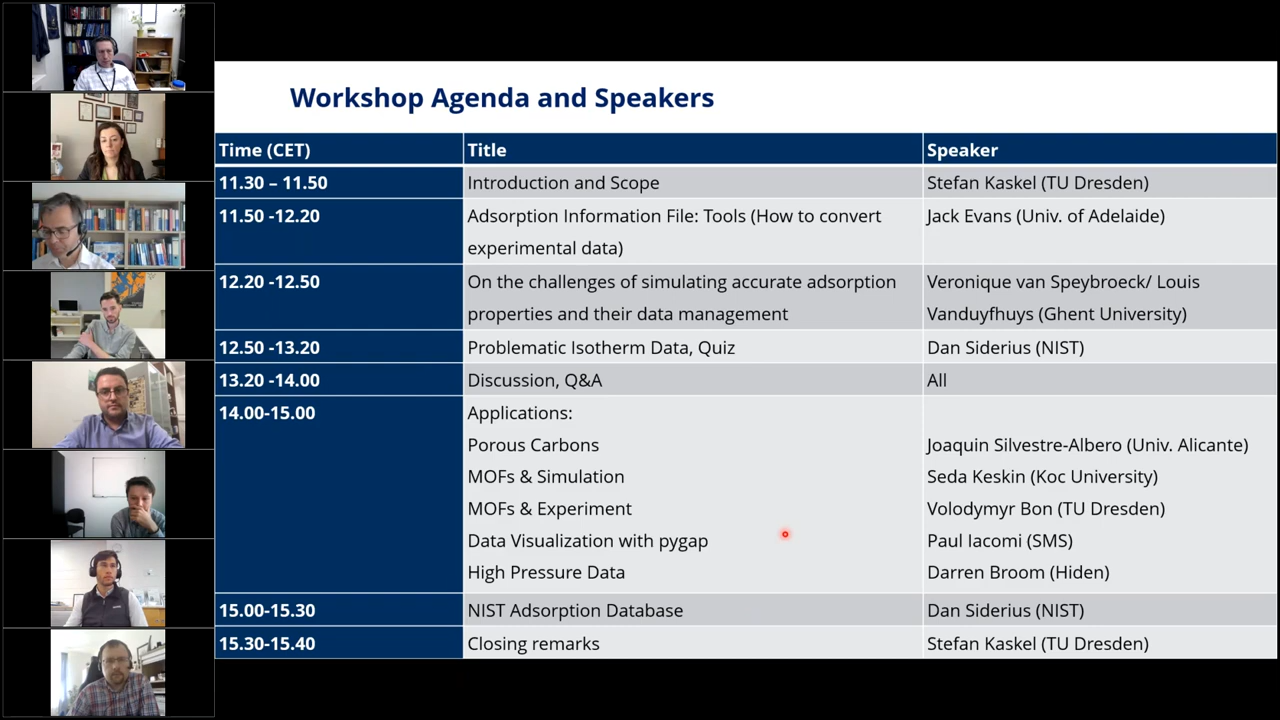 Workshop Agenda and Speakers
Time (CET) Title Speaker
11.30 – 11.50 Introduction and Scope Stefan Kaskel (TU Dresden)
11.50 -12.20 Adsorption Information File: Tools (How to convert Jack Evans (Univ. of Adelaide)
experimental data)
12.20 -12.50 On the challenges of simulating accurate adsorption Veronique van Speybroeck/ Louis
properties and their data management Vanduyfhuys (Ghent University)
12.50 -13.20 Problematic Isotherm Data, Quiz Dan Siderius (NIST)
13.20 -14.00 Discussion, Q&A All
14.00-15.00 Applications:
Porous Carbons Joaquin Silvestre-Albero (Univ. Alicante)
MOFs & Simulation Seda Keskin (Koc University)
MOFs & Experiment Volodymyr Bon (TU Dresden)
Data Visualization with pygap Paul Iacomi (SMS)
High Pressure Data Darren Broom (Hiden)
15.00-15.30 NIST Adsorption Database Dan Siderius (NIST)
15.30-15.40 Closing remarks Stefan Kaskel (TU Dresden)